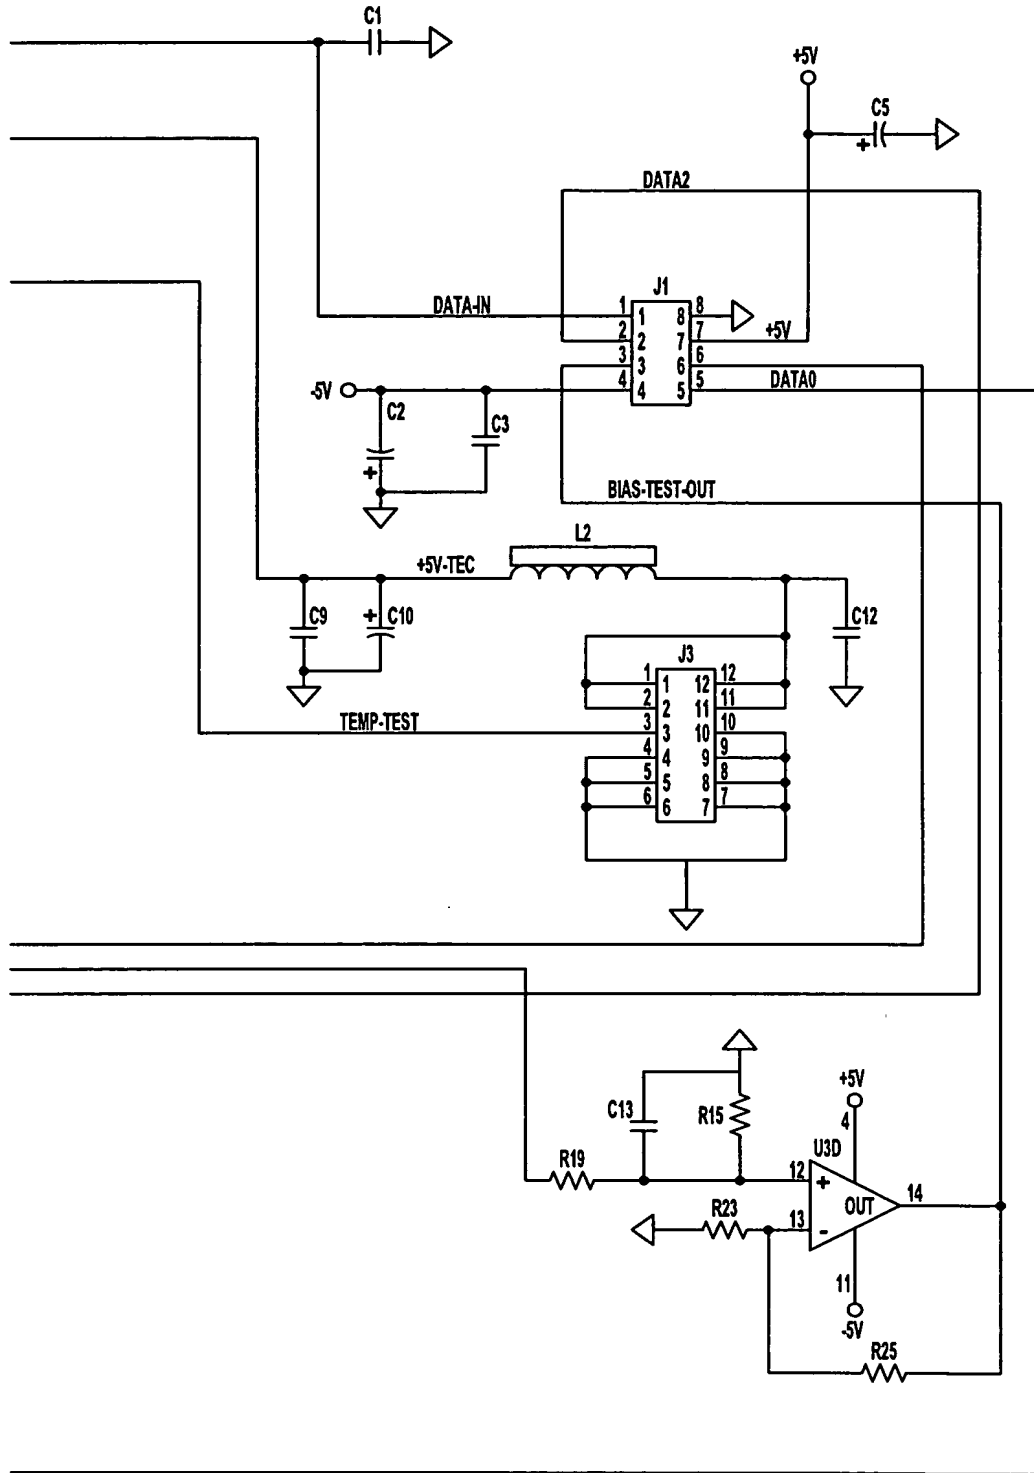 C1
+5V
C5
+
DATA2
J1
DATA-IN
1 1 8 8
2 2 7 7 +5V
3 3 6 6
4 4 5 5 DATA0
-5V
C2
C3
+
BIAS-TEST-OUT
L2
+5V-TEC
C9
+ C10
C12
J3
1 1 12 12
2 2 11 11
TEMP-TEST
3 3 10 10
4 4 9 9
5 5 8 8
6 6 7 7
+5V
C13
R15
4
U3D
R19
12 +
OUT
14
R23
13 -
11
-5V
R25